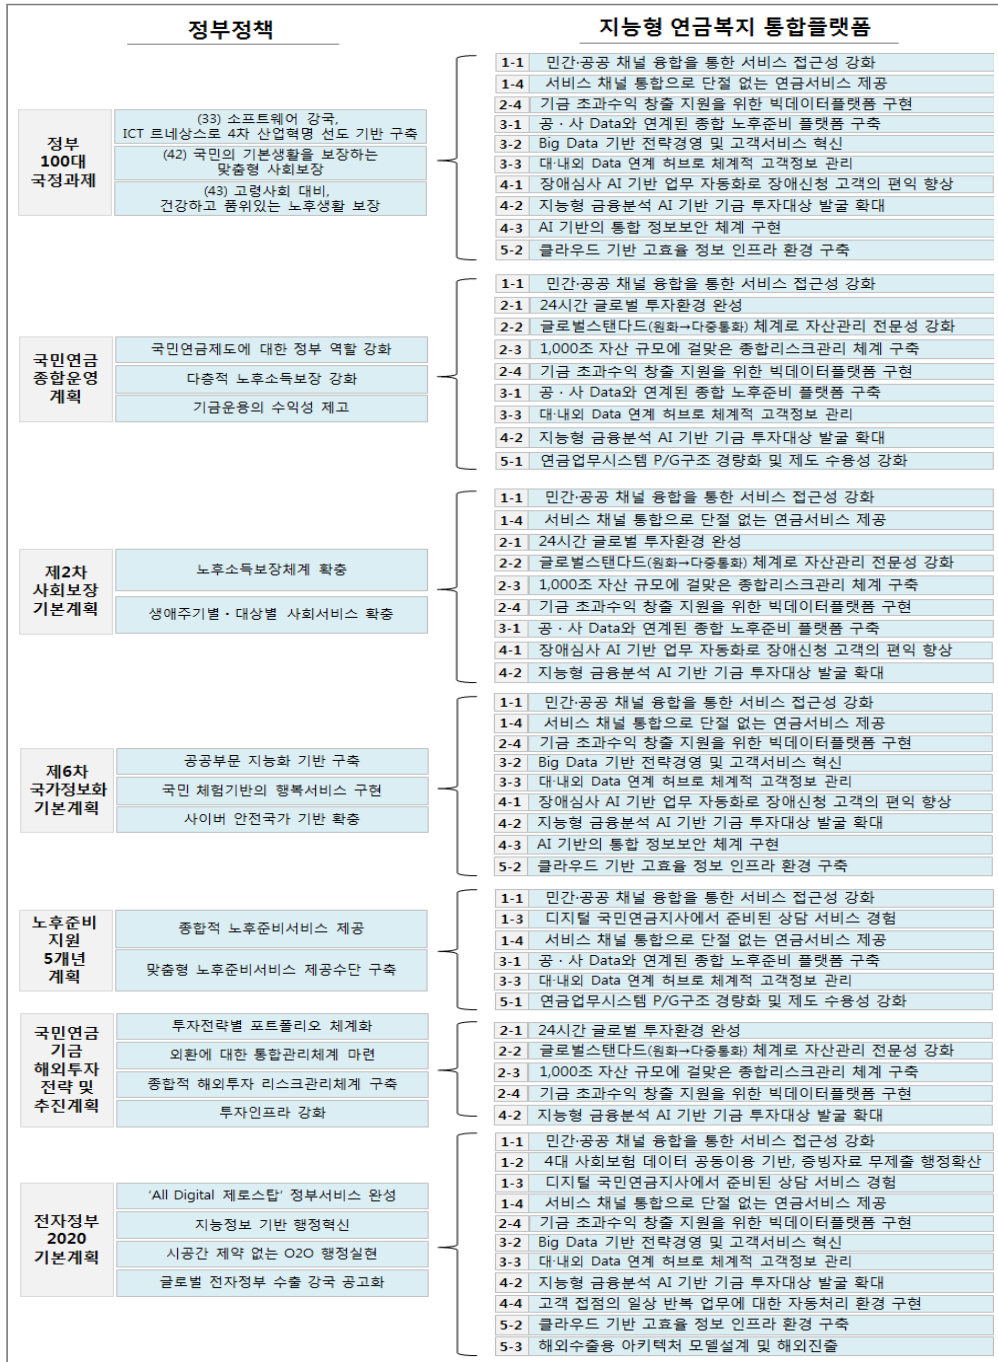 정부정책
지능형 연금복지 통합플랫폼
정부
100대
국정과제
(33) 소프트웨어 강국,
ICT 르네상스로 4차 산업혁명 선도 기반 구축
(42) 국민의 기본생활을 보장하는
맞춤형 사회보장
(43) 고령사회 대비,
건강하고 품위있는 노후생활 보장
1-1 민간·공공 채널 융합을 통한 서비스 접근성 강화
1-4 서비스 채널 통합으로 단절 없는 연금서비스 제공
2-4 기금 초과수익 창출 지원을 위한 빅데이터플랫폼 구현
3-1 공·사 Data와 연계된 종합 노후준비 플랫폼 구축
3-2 Big Data 기반 전략경영 및 고객서비스 혁신
3-3 대·내외 Data 연계 허브로 체계적 고객정보 관리
4-1 장애심사 AI 기반 업무 자동화로 장애신청 고객의 편익 향상
4-2 지능형 금융분석 AI 기반 기금 투자대상 발굴 확대
4-3 AI 기반의 통합 정보보안 체계 구현
5-2 클라우드 기반 고효율 정보 인프라 환경 구축
국민연금
종합운영
계획
국민연금제도에 대한 정부 역할 강화
다층적 노후소득보장 강화
기금운용의 수익성 제고
1-1 민간·공공 채널 융합을 통한 서비스 접근성 강화
2-1 24시간 글로벌 투자환경 완성
2-2 글로벌스탠다드(원화→다중통화) 체계로 자산관리 전문성 강화
2-3 1,000조 자산 규모에 걸맞은 종합리스크관리 체계 구축
2-4 기금 초과수익 창출 지원을 위한 빅데이터플랫폼 구현
3-1 공·사 Data와 연계된 종합 노후준비 플랫폼 구축
3-3 대·내외 Data 연계 허브로 체계적 고객정보 관리
4-2 지능형 금융분석 AI 기반 기금 투자대상 발굴 확대
5-1 연금업무시스템 P/G구조 경량화 및 제도 수용성 강화
제2차
사회보장
기본계획
노후소득보장체계 확충
생애주기별·대상별 사회서비스 확충
1-1 민간·공공 채널 융합을 통한 서비스 접근성 강화
1-4 서비스 채널 통합으로 단절 없는 연금서비스 제공
2-1 24시간 글로벌 투자환경 완성
2-2 글로벌스탠다드(원화→다중통화) 체계로 자산관리 전문성 강화
2-3 1,000조 자산 규모에 걸맞은 종합리스크관리 체계 구축
2-4 기금 초과수익 창출 지원을 위한 빅데이터플랫폼 구현
3-1 공·사 Data와 연계된 종합 노후준비 플랫폼 구축
4-1 장애심사 AI 기반 업무 자동화로 장애신청 고객의 편익 향상
4-2 지능형 금융분석 AI 기반 기금 투자대상 발굴 확대
제6차
국가정보화
기본계획
공공부문 지능화 기반 구축
국민 체험기반의 행복서비스 구현
사이버 안전국가 기반 확충
1-1 민간·공공 채널 융합을 통한 서비스 접근성 강화
1-4 서비스 채널 통합으로 단절 없는 연금서비스 제공
2-4 기금 초과수익 창출 지원을 위한 빅데이터플랫폼 구현
3-2 Big Data 기반 전략경영 및 고객서비스 혁신
3-3 대·내외 Data 연계 허브로 체계적 고객정보 관리
4-1 장애심사 AI 기반 업무 자동화로 장애신청 고객의 편익 향상
4-2 지능형 금융분석 AI 기반 기금 투자대상 발굴 확대
4-3 AI 기반의 통합 정보보안 체계 구현
5-2 클라우드 기반 고효율 정보 인프라 환경 구축
노후준비
지원
5개년
계획
종합적 노후준비서비스 제공
맞춤형 노후준비서비스 제공수단 구축
1-1 민간·공공 채널 융합을 통한 서비스 접근성 강화
1-3 디지털 국민연금지사에서 준비된 상담 서비스 경험
1-4 서비스 채널 통합으로 단절 없는 연금서비스 제공
3-1 공·사 Data와 연계된 종합 노후준비 플랫폼 구축
3-3 대·내외 Data 연계 허브로 체계적 고객정보 관리
5-1 연금업무시스템 P/G구조 경량화 및 제도 수용성 강화
국민연금
기금
해외투자
전략 및
추진계획
투자전략별 포트폴리오 체계화
외환에 대한 통합관리체계 마련
종합적 해외투자 리스크관리체계 구축
투자인프라 강화
2-1 24시간 글로벌 투자환경 완성
2-2 글로벌스탠다드(원화→다중통화) 체계로 자산관리 전문성 강화
2-3 1,000조 자산 규모에 걸맞은 종합리스크관리 체계 구축
2-4 기금 초과수익 창출 지원을 위한 빅데이터플랫폼 구현
4-2 지능형 금융분석 AI 기반 기금 투자대상 발굴 확대
전자정부
2020
기본계획
‘All Digital 제로스탑’ 정부서비스 완성
지능정보 기반 행정혁신
시공간 제약 없는 O2O 행정실현
글로벌 전자정부 수출 강국 공고화
1-1 민간·공공 채널 융합을 통한 서비스 접근성 강화
1-2 4대 사회보험 데이터 공동이용 기반, 증빙자료 무제출 행정확산
1-3 디지털 국민연금지사에서 준비된 상담 서비스 경험
1-4 서비스 채널 통합으로 단절 없는 연금서비스 제공
2-4 기금 초과수익 창출 지원을 위한 빅데이터플랫폼 구현
3-2 Big Data 기반 전략경영 및 고객서비스 혁신
3-3 대·내외 Data 연계 허브로 체계적 고객정보 관리
4-2 지능형 금융분석 AI 기반 기금 투자대상 발굴 확대
4-4 고객 접점의 일상 반복 업무에 대한 자동처리 환경 구현
5-2 클라우드 기반 고효율 정보 인프라 환경 구축
5-3 해외수출용 아키텍처 모델설계 및 해외진출